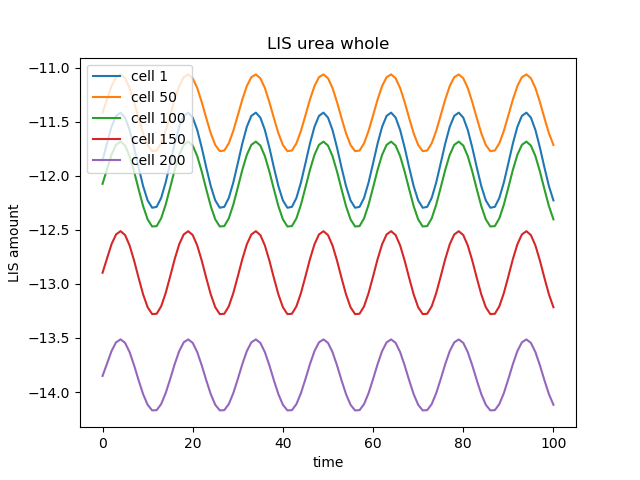 LIS urea whole
−11.0
−11.5
−12.0
−12.5
−13.0
−13.5
−14.0
LIS amount
cell 1
cell 50
cell 100
cell 150
cell 200
0 20 40 60 80 100
time